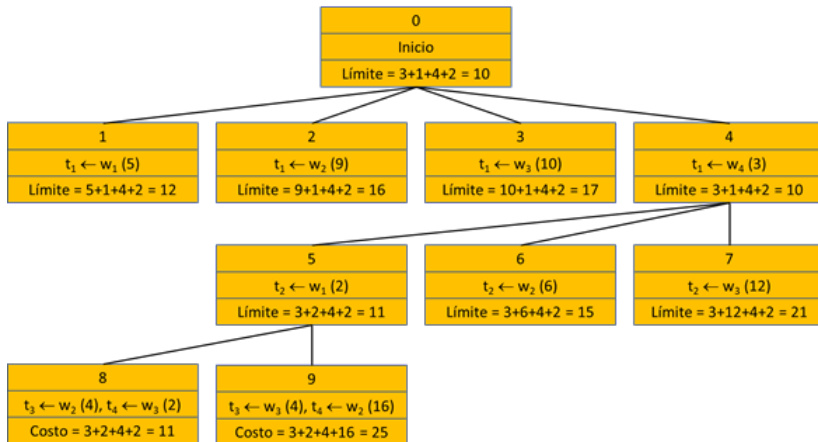 0
Inicio
Límite = 3+1+4+2 = 10
1
t₁ ← w₁ (5)
Límite = 5+1+4+2 = 12
2
t₁ ← w₂ (9)
Límite = 9+1+4+2 = 16
3
t₁ ← w₃ (10)
Límite = 10+1+4+2 = 17
4
t₁ ← w₄ (3)
Límite = 3+1+4+2 = 10
5
t₂ ← w₁ (2)
Límite = 3+2+4+2 = 11
6
t₂ ← w₂ (6)
Límite = 3+6+4+2 = 15
7
t₂ ← w₃ (12)
Límite = 3+12+4+2 = 21
8
t₃ ← w₂ (4), t₄ ← w₃ (2)
Costo = 3+2+4+2 = 11
9
t₃ ← w₃ (4), t₄ ← w₂ (16)
Costo = 3+2+4+16 = 25